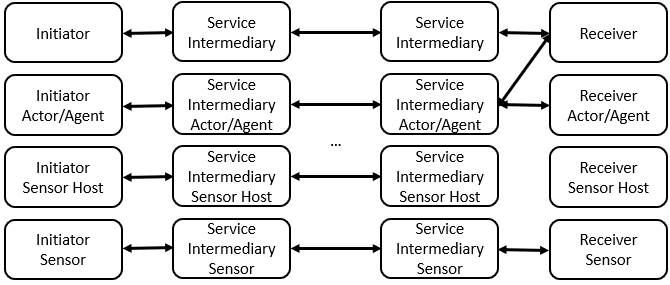 Initiator
Service
Intermediary
Service
Intermediary
Receiver
Initiator
Actor/Agent
Service
Intermediary
Actor/Agent
Service
Intermediary
Actor/Agent
Receiver
Actor/Agent
...
Initiator
Sensor Host
Service
Intermediary
Sensor Host
Service
Intermediary
Sensor Host
Receiver
Sensor Host
Initiator
Sensor
Service
Intermediary
Sensor
Service
Intermediary
Sensor
Receiver
Sensor